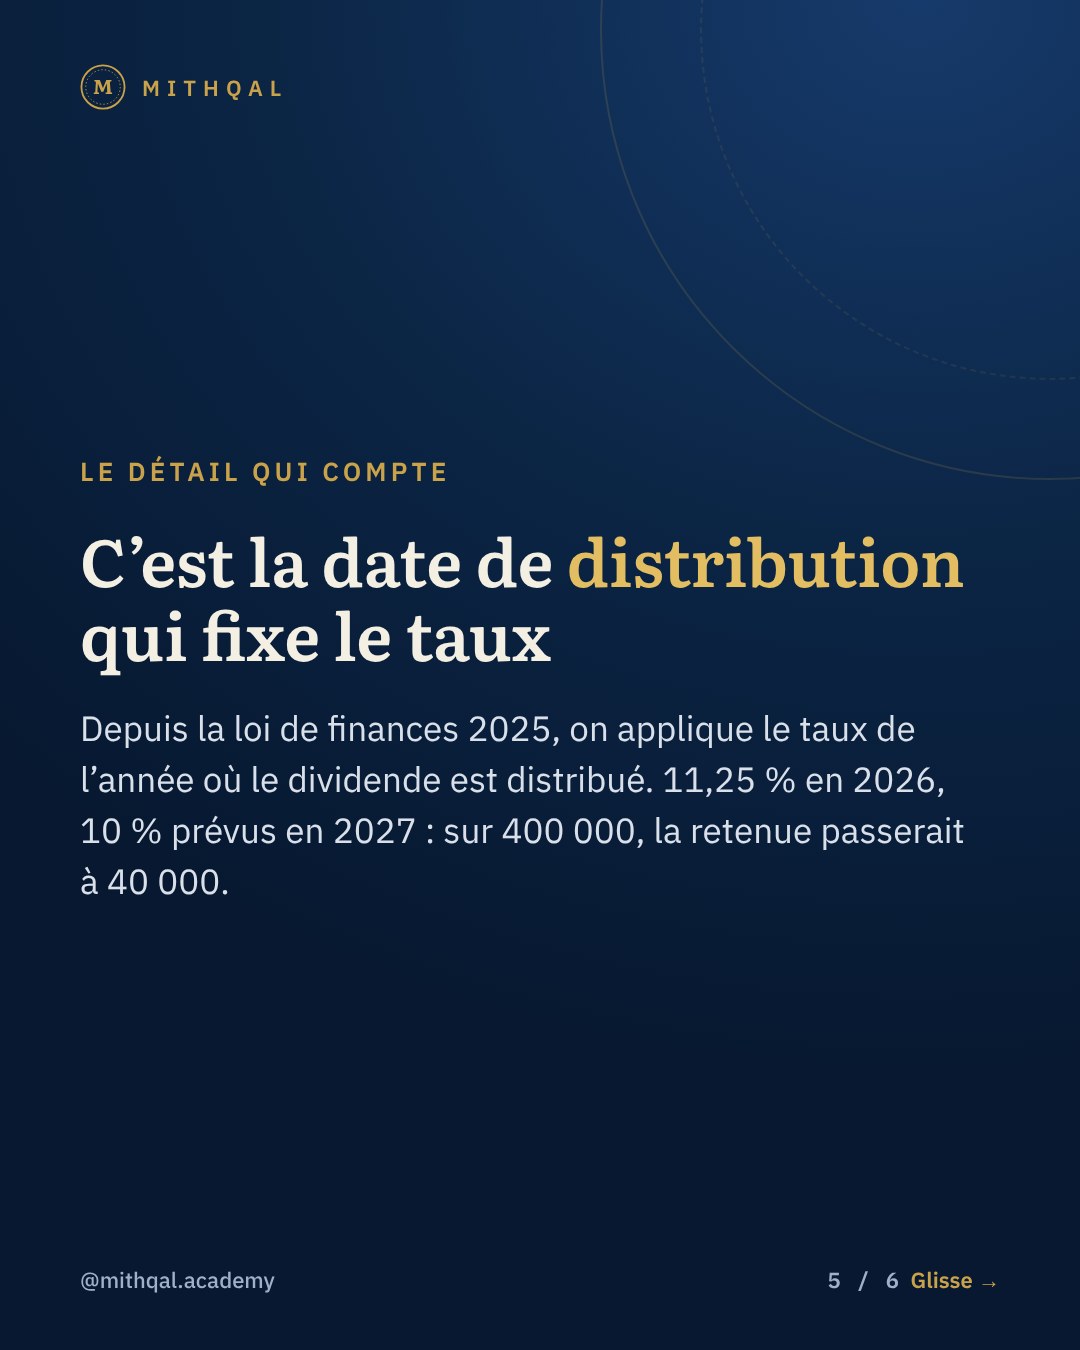 M MITHQAL
LE DÉTAIL QUI COMPTE
C’est la date de distribution
qui fixe le taux
Depuis la loi de finances 2025, on applique le taux de
l’année où le dividende est distribué. 11,25 % en 2026,
10 % prévus en 2027 : sur 400 000, la retenue passerait
à 40 000.
@mithqal.academy
5 / 6 Glisse →